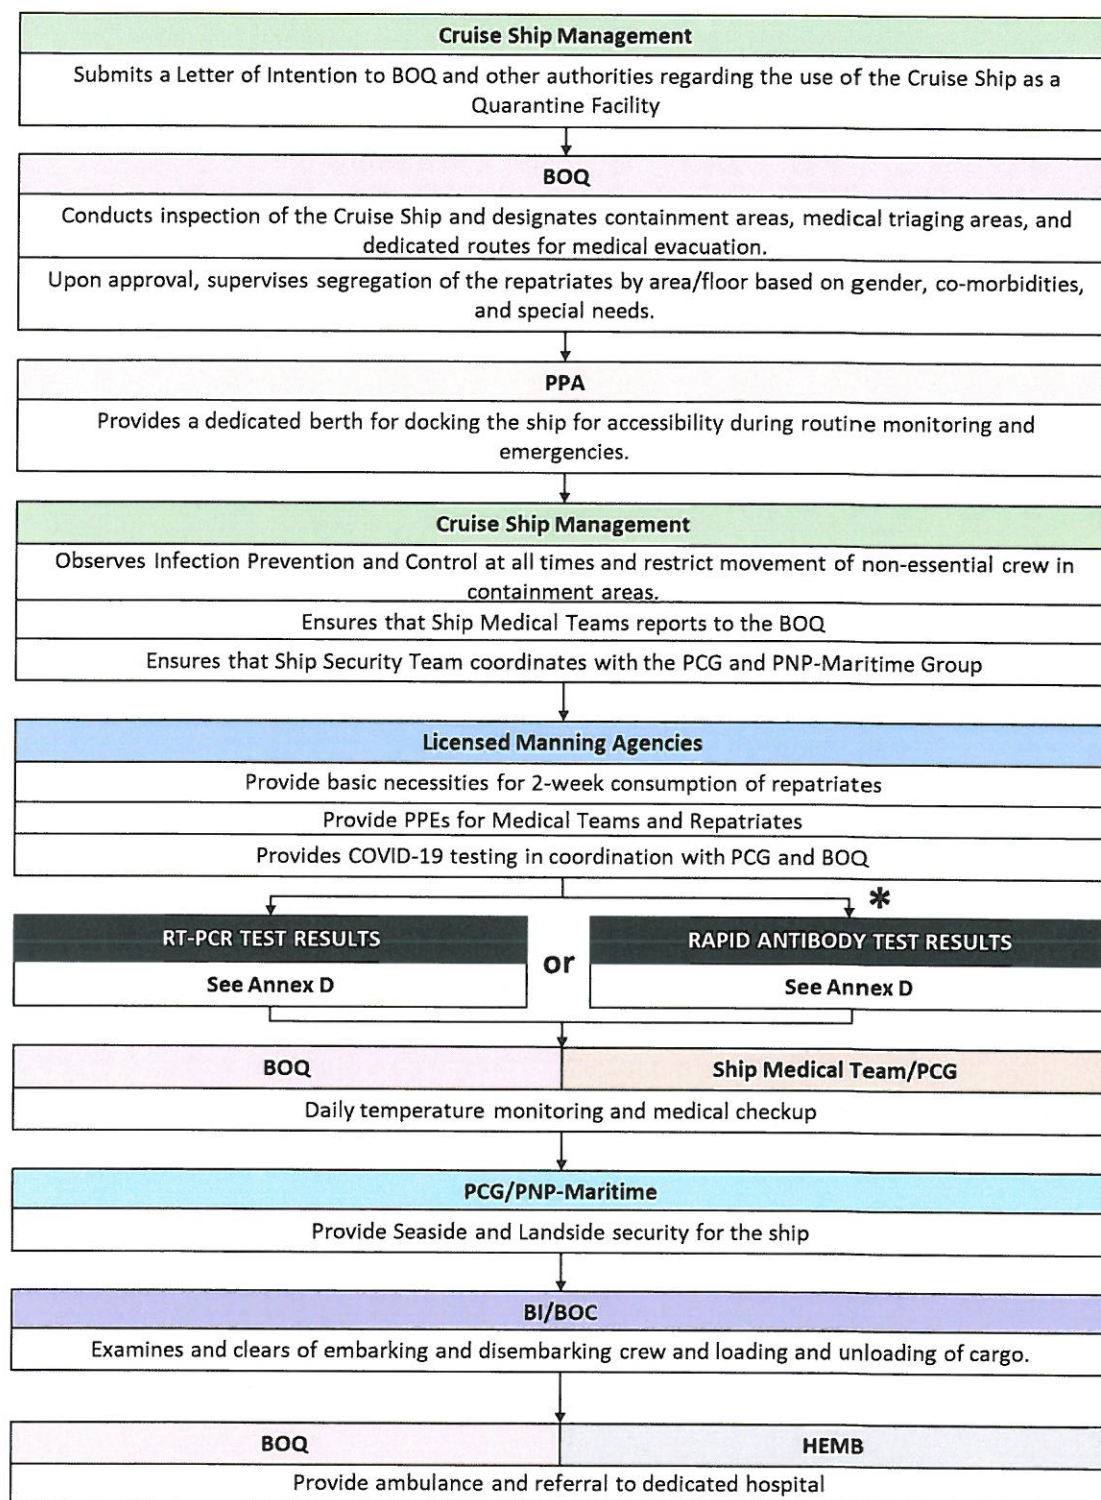 Cruise Ship Management
Submits a Letter of Intention to BOQ and other authorities regarding the use of the Cruise Ship as a
Quarantine Facility
BOQ
Conducts inspection of the Cruise Ship and designates containment areas, medical triaging areas, and
dedicated routes for medical evacuation.
Upon approval, supervises segregation of the repatriates by area/floor based on gender, co-morbidities,
and special needs.
PPA
Provides a dedicated berth for docking the ship for accessibility during routine monitoring and
emergencies.
Cruise Ship Management
Observes Infection Prevention and Control at all times and restrict movement of non-essential crew in
containment areas.
Ensures that Ship Medical Teams reports to the BOQ
Ensures that Ship Security Team coordinates with the PCG and PNP-Maritime Group
Licensed Manning Agencies
Provide basic necessities for 2-week consumption of repatriates
Provide PPEs for Medical Teams and Repatriates
Provides COVID-19 testing in coordination with PCG and BOQ
*
RT-PCR TEST RESULTS
See Annex D
or
RAPID ANTIBODY TEST RESULTS
See Annex D
BOQ
Ship Medical Team/PCG
Daily temperature monitoring and medical checkup
PCG/PNP-Maritime
Provide Seaside and Landside security for the ship
BI/BOC
Examines and clears of embarking and disembarking crew and loading and unloading of cargo.
BOQ
HEMB
Provide ambulance and referral to dedicated hospital